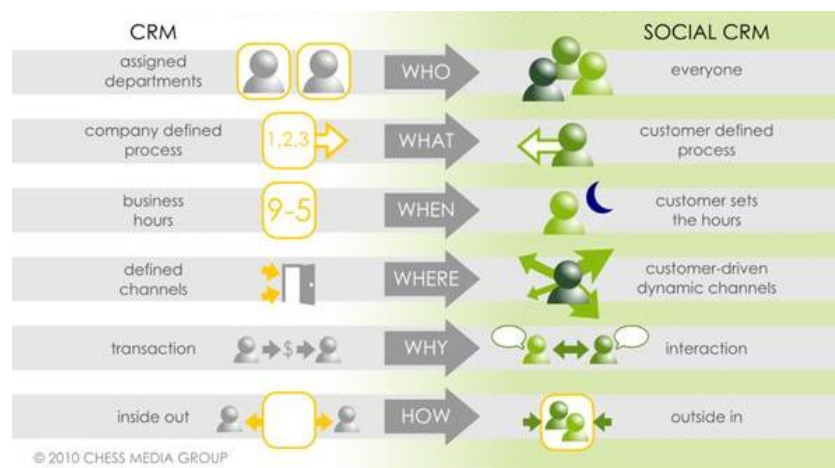 CRM
SOCIAL CRM
assigned
departments
WHO
everyone
company defined
process
1,2,3
WHAT
customer defined
process
business
hours
9-5
WHEN
customer sets
the hours
defined
channels
WHERE
customer-driven
dynamic channels
transaction
$
WHY
interaction
inside out
HOW
outside in
© 2010 CHESS MEDIA GROUP